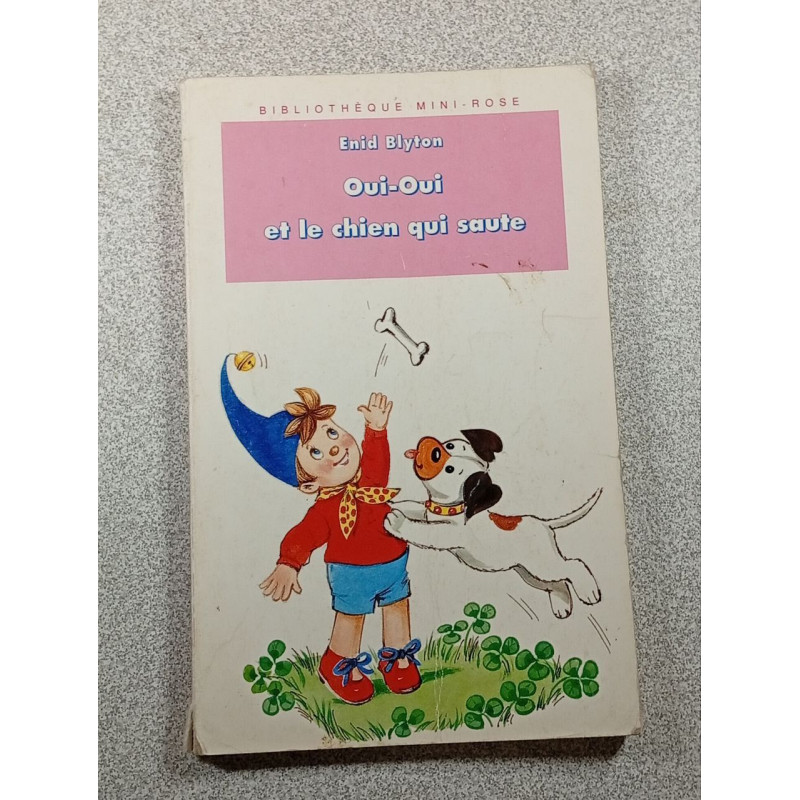 BIBLIOTHÈQUE MINI-ROSE
Enid Blyton
Oui-Oui
et le chien qui saute